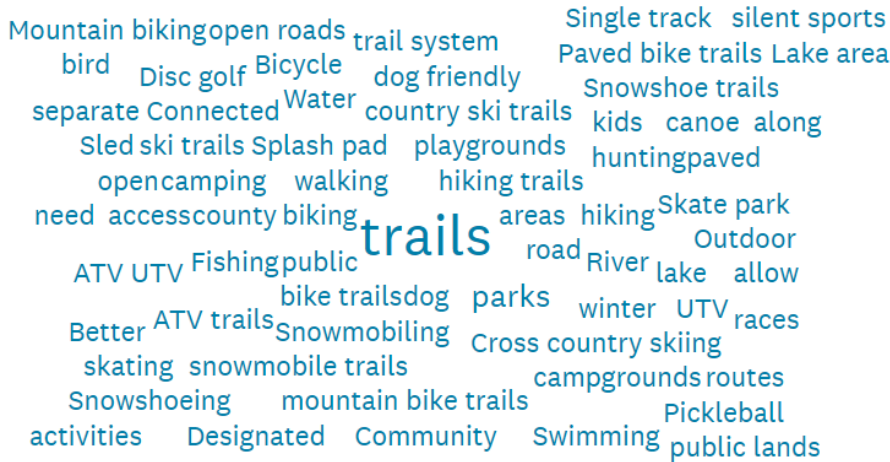 Mountain biking open roads trail system Single track silent sports
bird Disc golf Bicycle dog friendly Paved bike trails Lake area
separate Connected Water country ski trails Snowshoe trails
Sled ski trails Splash pad playgrounds kids canoe along
open camping walking hiking trails hunting paved
need access county biking trails areas hiking Skate park
ATV UTV Fishing public road River Outdoor
bike trails dog parks lake allow
Better ATV trails Snowmobiling winter UTV races
skating snowmobile trails Cross country skiing
Snowshoeing mountain bike trails campgrounds routes
activities Designated Community Swimming Pickleball
public lands